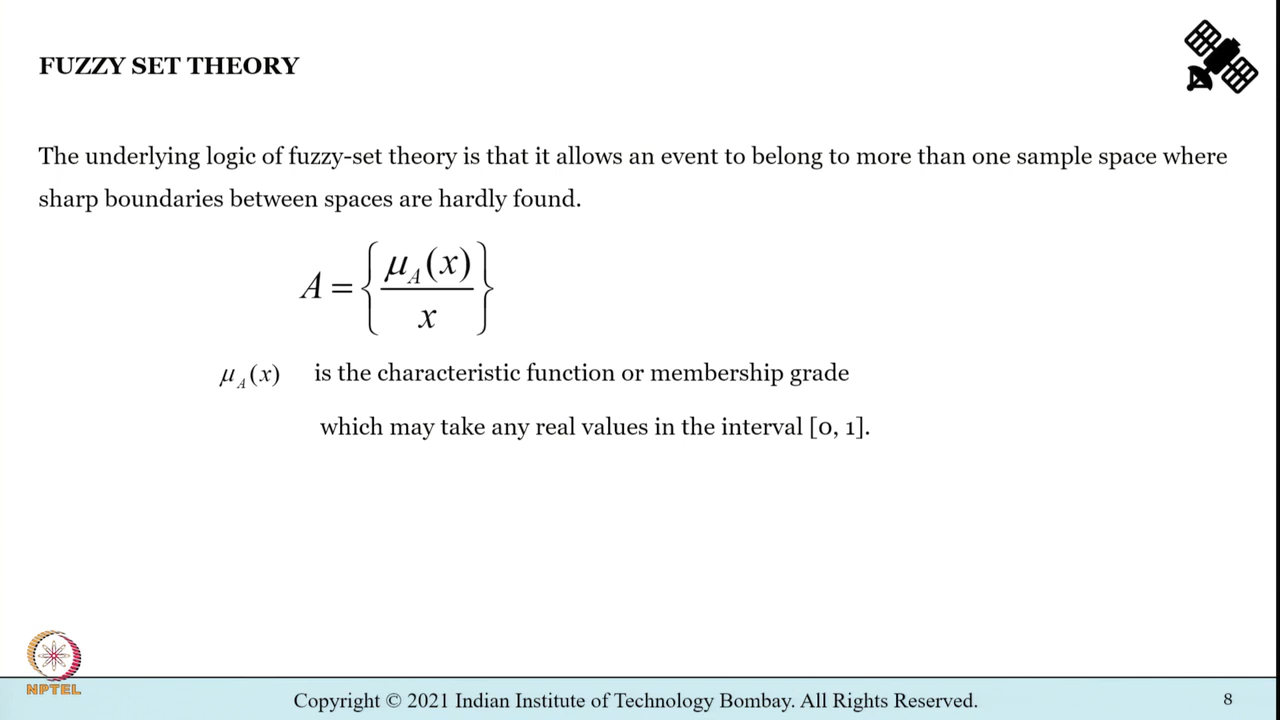 FUZZY SET THEORY
The underlying logic of fuzzy-set theory is that it allows an event to belong to more than one sample space where
sharp boundaries between spaces are hardly found.
A = { μ_A(x) / x }
μ_A(x) is the characteristic function or membership grade
which may take any real values in the interval [0, 1].
NPTEL
Copyright © 2021 Indian Institute of Technology Bombay. All Rights Reserved.
8